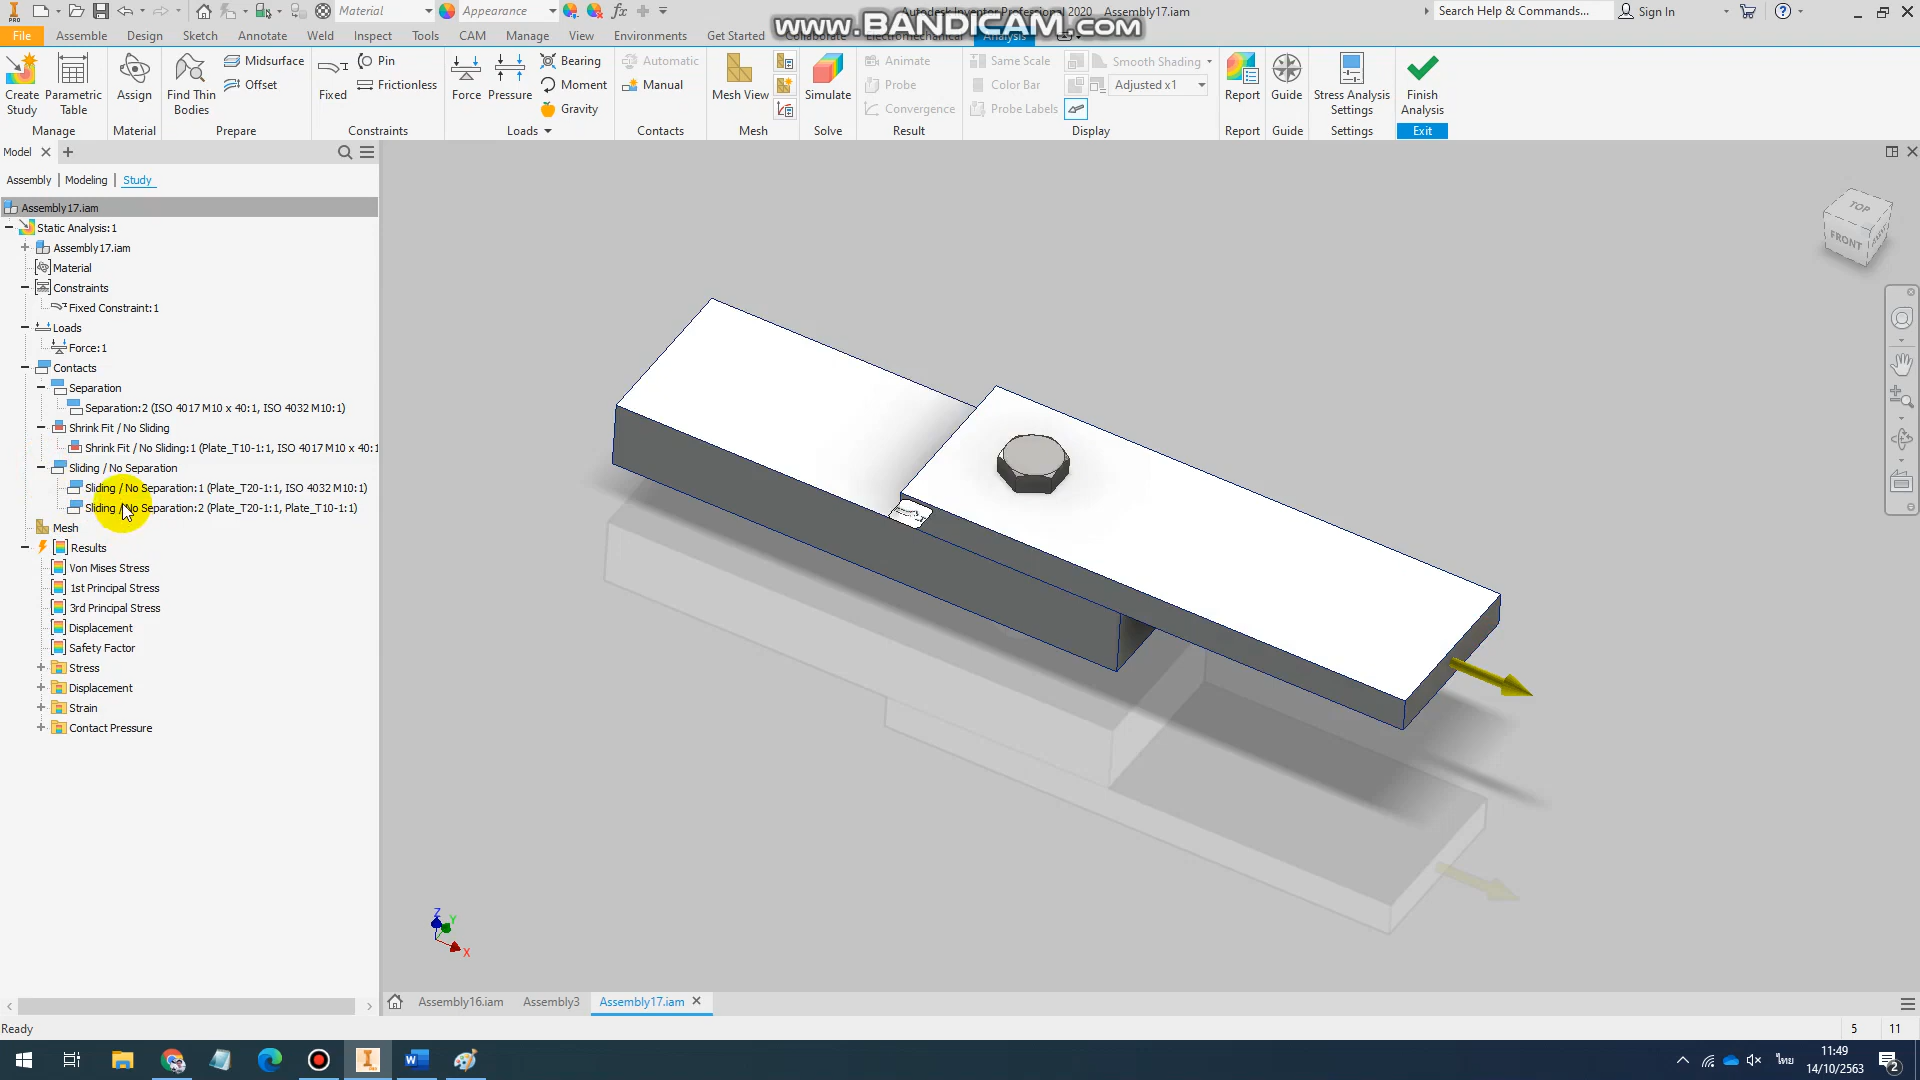 Material
Appearance
Autodesk Inventor Professional 2020 Assembly17.iam
www.BANDICAM.com
Search Help & Commands...
Sign In
File Assemble Design Sketch Annotate Inspect Tools CAM Manage View Environments Get Started Collaborate Electromechanical Analysis
Weld
Create Study
Parametric Table
Manage
Assign
Material
Find Thin Bodies
Midsurface
Offset
Prepare
Fixed
Pin
Frictionless
Constraints
Force
Pressure
Bearing
Moment
Gravity
Loads
Automatic
Manual
Contacts
Mesh View
Mesh
Simulate
Solve
Animate
Probe
Convergence
Result
Same Scale
Color Bar
Probe Labels
Smooth Shading
Adjusted x1
Display
Report
Report
Guide
Guide
Stress Analysis Settings
Settings
Finish Analysis
Exit
Model
Assembly | Modeling | Study
Assembly17.iam
Static Analysis:1
Assembly17.iam
Material
Constraints
Fixed Constraint:1
Loads
Force:1
Contacts
Separation
Separation:2 (ISO 4017 M10 x 40:1, ISO 4032 M10:1)
Shrink Fit / No Sliding
Shrink Fit / No Sliding:1 (Plate_T10-1:1, ISO 4017 M10 x 40:1
Sliding / No Separation
Sliding / No Separation:1 (Plate_T20-1:1, ISO 4032 M10:1)
Sliding / No Separation:2 (Plate_T20-1:1, Plate_T10-1:1)
Mesh
Results
Von Mises Stress
1st Principal Stress
3rd Principal Stress
Displacement
Safety Factor
Stress
Displacement
Strain
Contact Pressure
TOP
FRONT
Z
Y
X
Assembly16.iam
Assembly3
Assembly17.iam
Ready
5 11
ไทย
11:49
14/10/2563
2